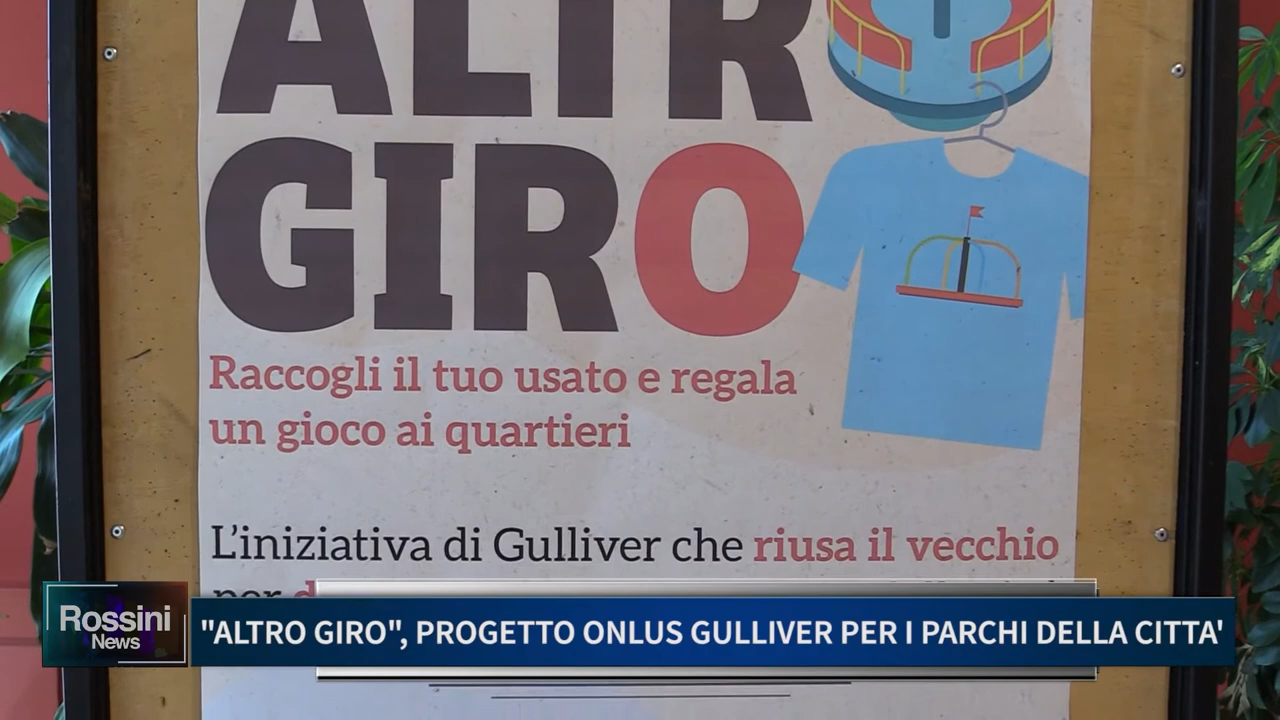 ALTR
GIRO
Raccogli il tuo usato e regala
un gioco ai quartieri
L'iniziativa di Gulliver che riusa il vecchio
per
Rossini
News
"ALTRO GIRO", PROGETTO ONLUS GULLIVER PER I PARCHI DELLA CITTA'